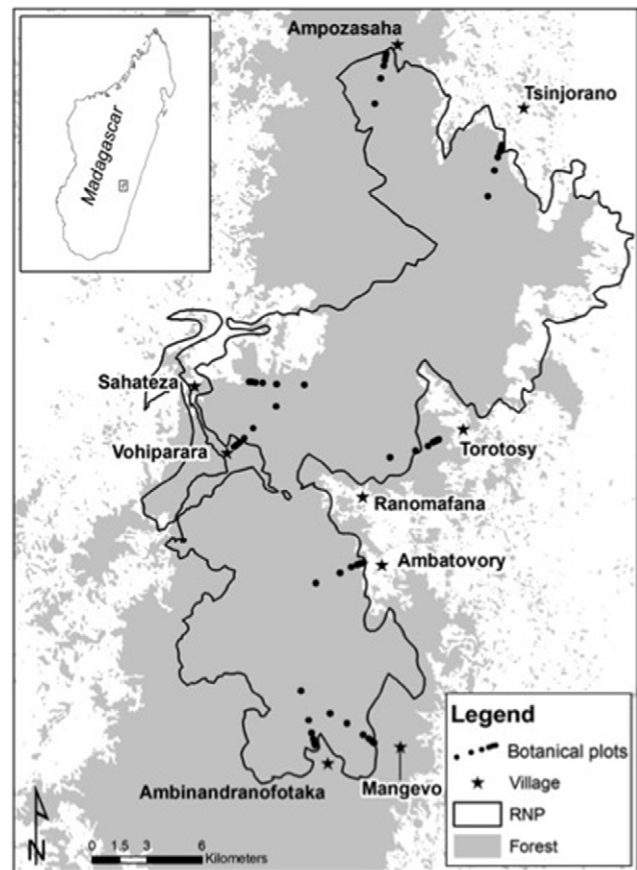 Ampozasaha
Tsinjorano
Madagascar
Sahateza
Vohiparara
Torotosy
Ranomafana
Ambatovory
Ambinandranofotaka
Mangevo
Legend
Botanical plots
Village
RNP
Forest
N
0 1.5 3 6
Kilometers